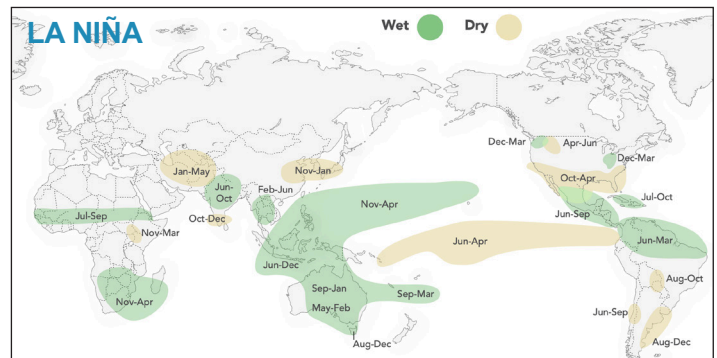 LA NIÑA
Wet
Dry
Dec-Mar
Apr-Jun
Dec-Mar
Jan-May
Nov-Jan
Oct-Apr
Jun-
Oct
Feb-Jun
Nov-Apr
Jul-Oct
Jul-Sep
Oct-Dec
Jun-Sep
Nov-Mar
Jun-Apr
Jun-Mar
Jun-Dec
Aug-Oct
Sep-Jan
Sep-Mar
Nov-Apr
May-Feb
Jun-Sep
Aug-Dec
Aug-Dec